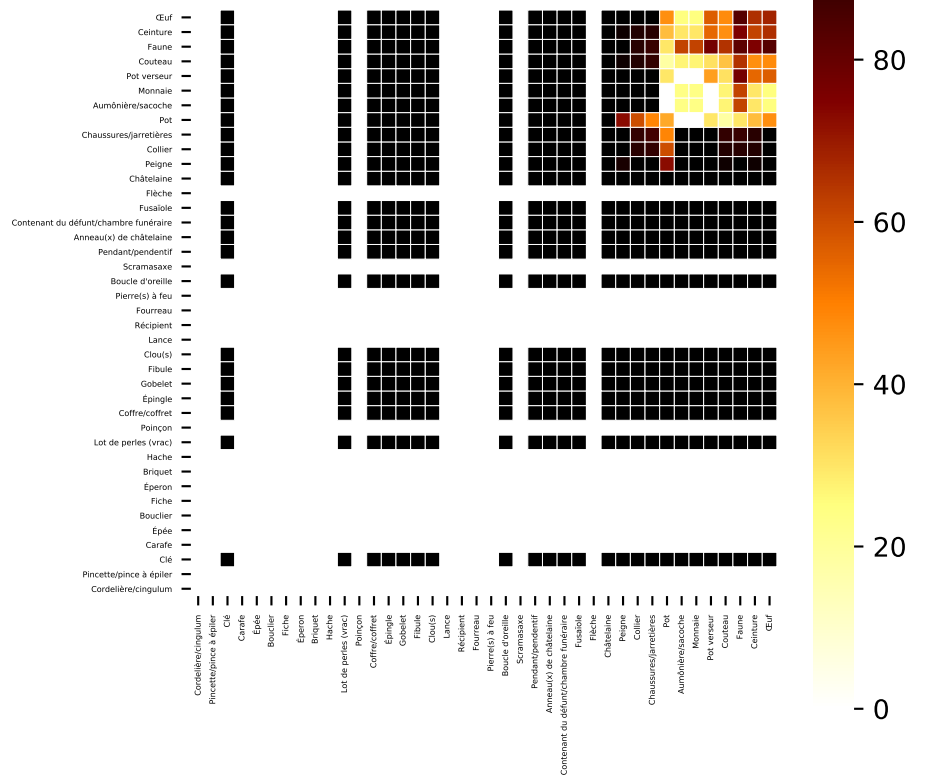 Œuf
Ceinture
Faune
Couteau
Pot verseur
Monnaie
Aumônière/sacoche
Pot
Chaussures/jarretières
Collier
Peigne
Châtelaine
Flèche
Fusaïole
Contenant du défunt/chambre funéraire
Anneau(x) de châtelaine
Pendant/pendentif
Scramasaxe
Boucle d'oreille
Pierre(s) à feu
Fourreau
Récipient
Lance
Clou(s)
Fibule
Gobelet
Épingle
Coffre/coffret
Poinçon
Lot de perles (vrac)
Hache
Briquet
Éperon
Fiche
Bouclier
Épée
Carafe
Clé
Pincette/pince à épiler
Cordelière/cingulum
Cordelière/cingulum
Pincette/pince à épiler
Clé
Carafe
Épée
Bouclier
Fiche
Éperon
Briquet
Hache
Lot de perles (vrac)
Poinçon
Coffre/coffret
Épingle
Gobelet
Fibule
Clou(s)
Lance
Récipient
Fourreau
Pierre(s) à feu
Boucle d'oreille
Scramasaxe
Pendant/pendentif
Anneau(x) de châtelaine
Contenant du défunt/chambre funéraire
Fusaïole
Flèche
Châtelaine
Peigne
Collier
Chaussures/jarretières
Pot
Aumônière/sacoche
Monnaie
Pot verseur
Couteau
Faune
Ceinture
Œuf
80
60
40
20
0